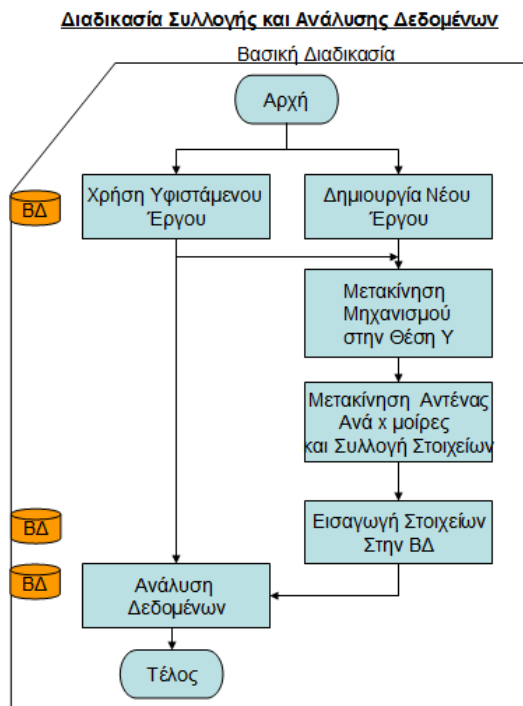 Διαδικασία Συλλογής και Ανάλυσης Δεδομένων
Βασική Διαδικασία
Αρχή
ΒΔ
Χρήση Υφιστάμενου
Έργου
Δημιουργία Νέου
Έργου
Μετακίνηση
Μηχανισμού
στην Θέση Υ
Μετακίνηση Αντένας
Ανά x μοίρες
και Συλλογή Στοιχείων
ΒΔ
Εισαγωγή Στοιχείων
Στην ΒΔ
ΒΔ
Ανάλυση
Δεδομένων
Τέλος